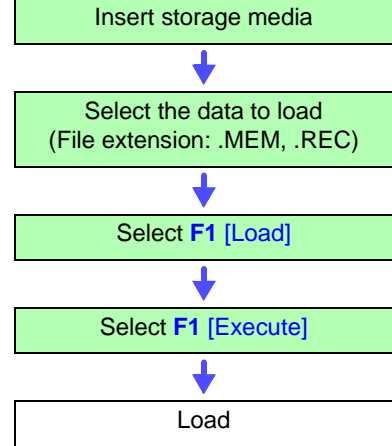 Insert storage media
Select the data to load
(File extension: .MEM, .REC)
Select F1 [Load]
Select F1 [Execute]
Load